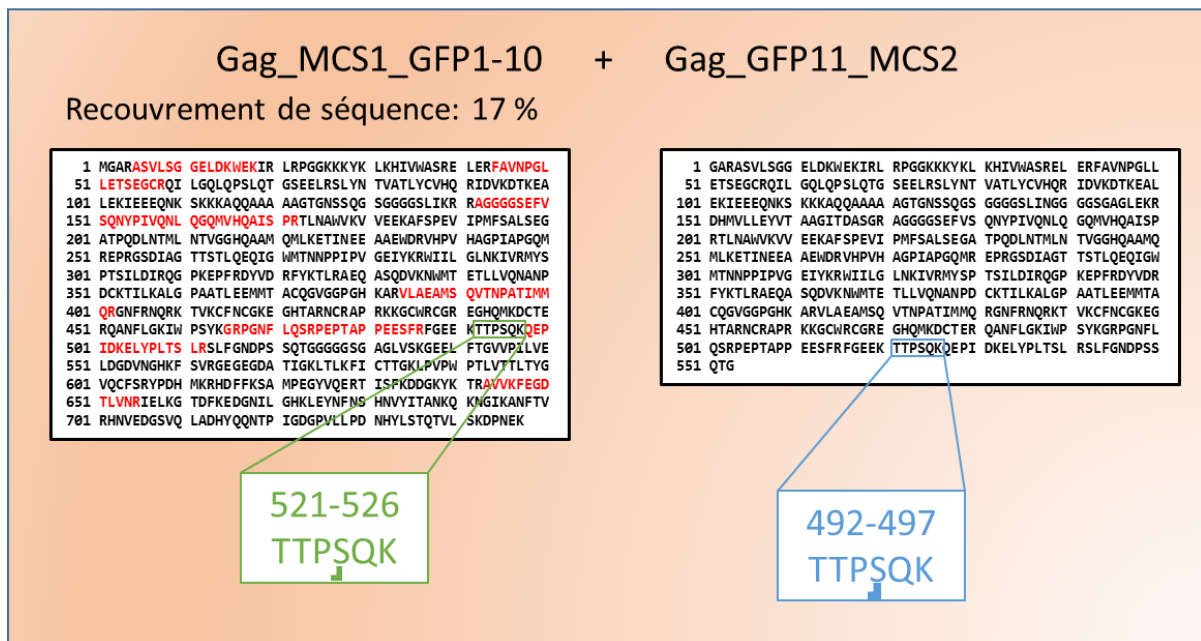 Gag_MCS1_GFP1-10 + Gag_GFP11_MCS2
Recouvrement de séquence: 17 %
1 MGARASVLSG GELDKWEKIR LRPGGKKKYK LKHIVWASRE LERFAVNPGL
51 LETSEGCRQI LGQLQPSLQT GSEELRSLYN TVATLYCVHQ RIDVKDTKEA
101 LEKIEEEQNK SKKKAQQAAA AAGTGNSSQG SGGGGSLIKR RAGGGGSEFV
151 SQNYPIVQNL QGQMVHQAIS PRTLNAWVKV VEEKAFSPEV IPMFSALSEG
201 ATPQDLNTML NTVGGHQAAM QMLKETINEE AAEWDRVHPV HAGPIAPGQM
251 REPRGSDIAG TTSTLQEQIG WMTNNPPIPV GEIYKRWIIL GLNKIVRMYS
301 PTSILDIRQG PKEPFRDYVD RFYKTLRAEQ ASQDVKNWMT ETLLVQNANP
351 DCKTILKALG PAATLEEMMT ACQGVGGPGH KARVLAEAMS QVTNPATIMM
401 QRGNFRNQRK TVKCFNCGKE GHTARNCRAP RKKGCWRCGR EGHQMKDCTE
451 RQANFLGKIW PSYKGRPGNF LQSRPEPTAP PEESFRFGEE KTTPSQKQEP
501 IDKELYPLTS LRSLFGNDPS SQTGGGGGSG AGLVSKGEEL FTGVVPILVE
551 LDGDVNGHKF SVRGEGEGDA TIGKLTLKFI CTTGKLPVPW PTLVTTLTYG
601 VQCFSRYPDH MKRHDFFKSA MPEGYVQERT ISFKDDGKYK TRAVVKFEGD
651 TLVNRIELKG TDFKEDGNIL GHKLEYNFNS HNVYITANKQ KNGIKANFTV
701 RHNVEDGSVQ LADHYQQNTP IGDGPVLLPD NHYLSTQTVL SKDPNEK
1 GARASVLSGG ELDKWEKIRL RPGGKKKYKL KHIVWASREL ERFAVNPGLL
51 ETSEGCRQIL GQLQPSLQTG SEELRSLYNT VATLYCVHQR IDVKDTKEAL
101 EKIEEEQNKS KKKAQQAAAA AGTGNSSQGS GGGGSLINGG GGSGAGLEKR
151 DHMVLLEYVT AAGITDASGR AGGGGSEFVS QNYPIVQNLQ GQMVHQAISP
201 RTLNAWVKVV EEKAFSPEVI PMFSALSEGA TPQDLNTMLN TVGGHQAAMQ
251 MLKETINEEA AEWDRVHPVH AGPIAPGQMR EPRGSDIAGT TSTLQEQIGW
301 MTNNPPIPVG EIYKRWIILG LNKIVRMYSP TSILDIRQGP KEPFRDYVDR
351 FYKTLRAEQA SQDVKNWMTE TLLVQNANPD CKTILKALGP AATLEEMMTA
401 CQGVGGPGHK ARVLAEAMSQ VTNPATIMMQ RGNFRNQRKT VKCFNCGKEG
451 HTARNCRAPR KKGCWRCGRE GHQMKDCTER QANFLGKIWP SYKGRPGNFL
501 QSRPEPTAPP EESFRFGEEK TTPSQKQEPI DKELYPLTSL RSLFGNDPSS
551 QTG
521-526
TTPSQK
492-497
TTPSQK